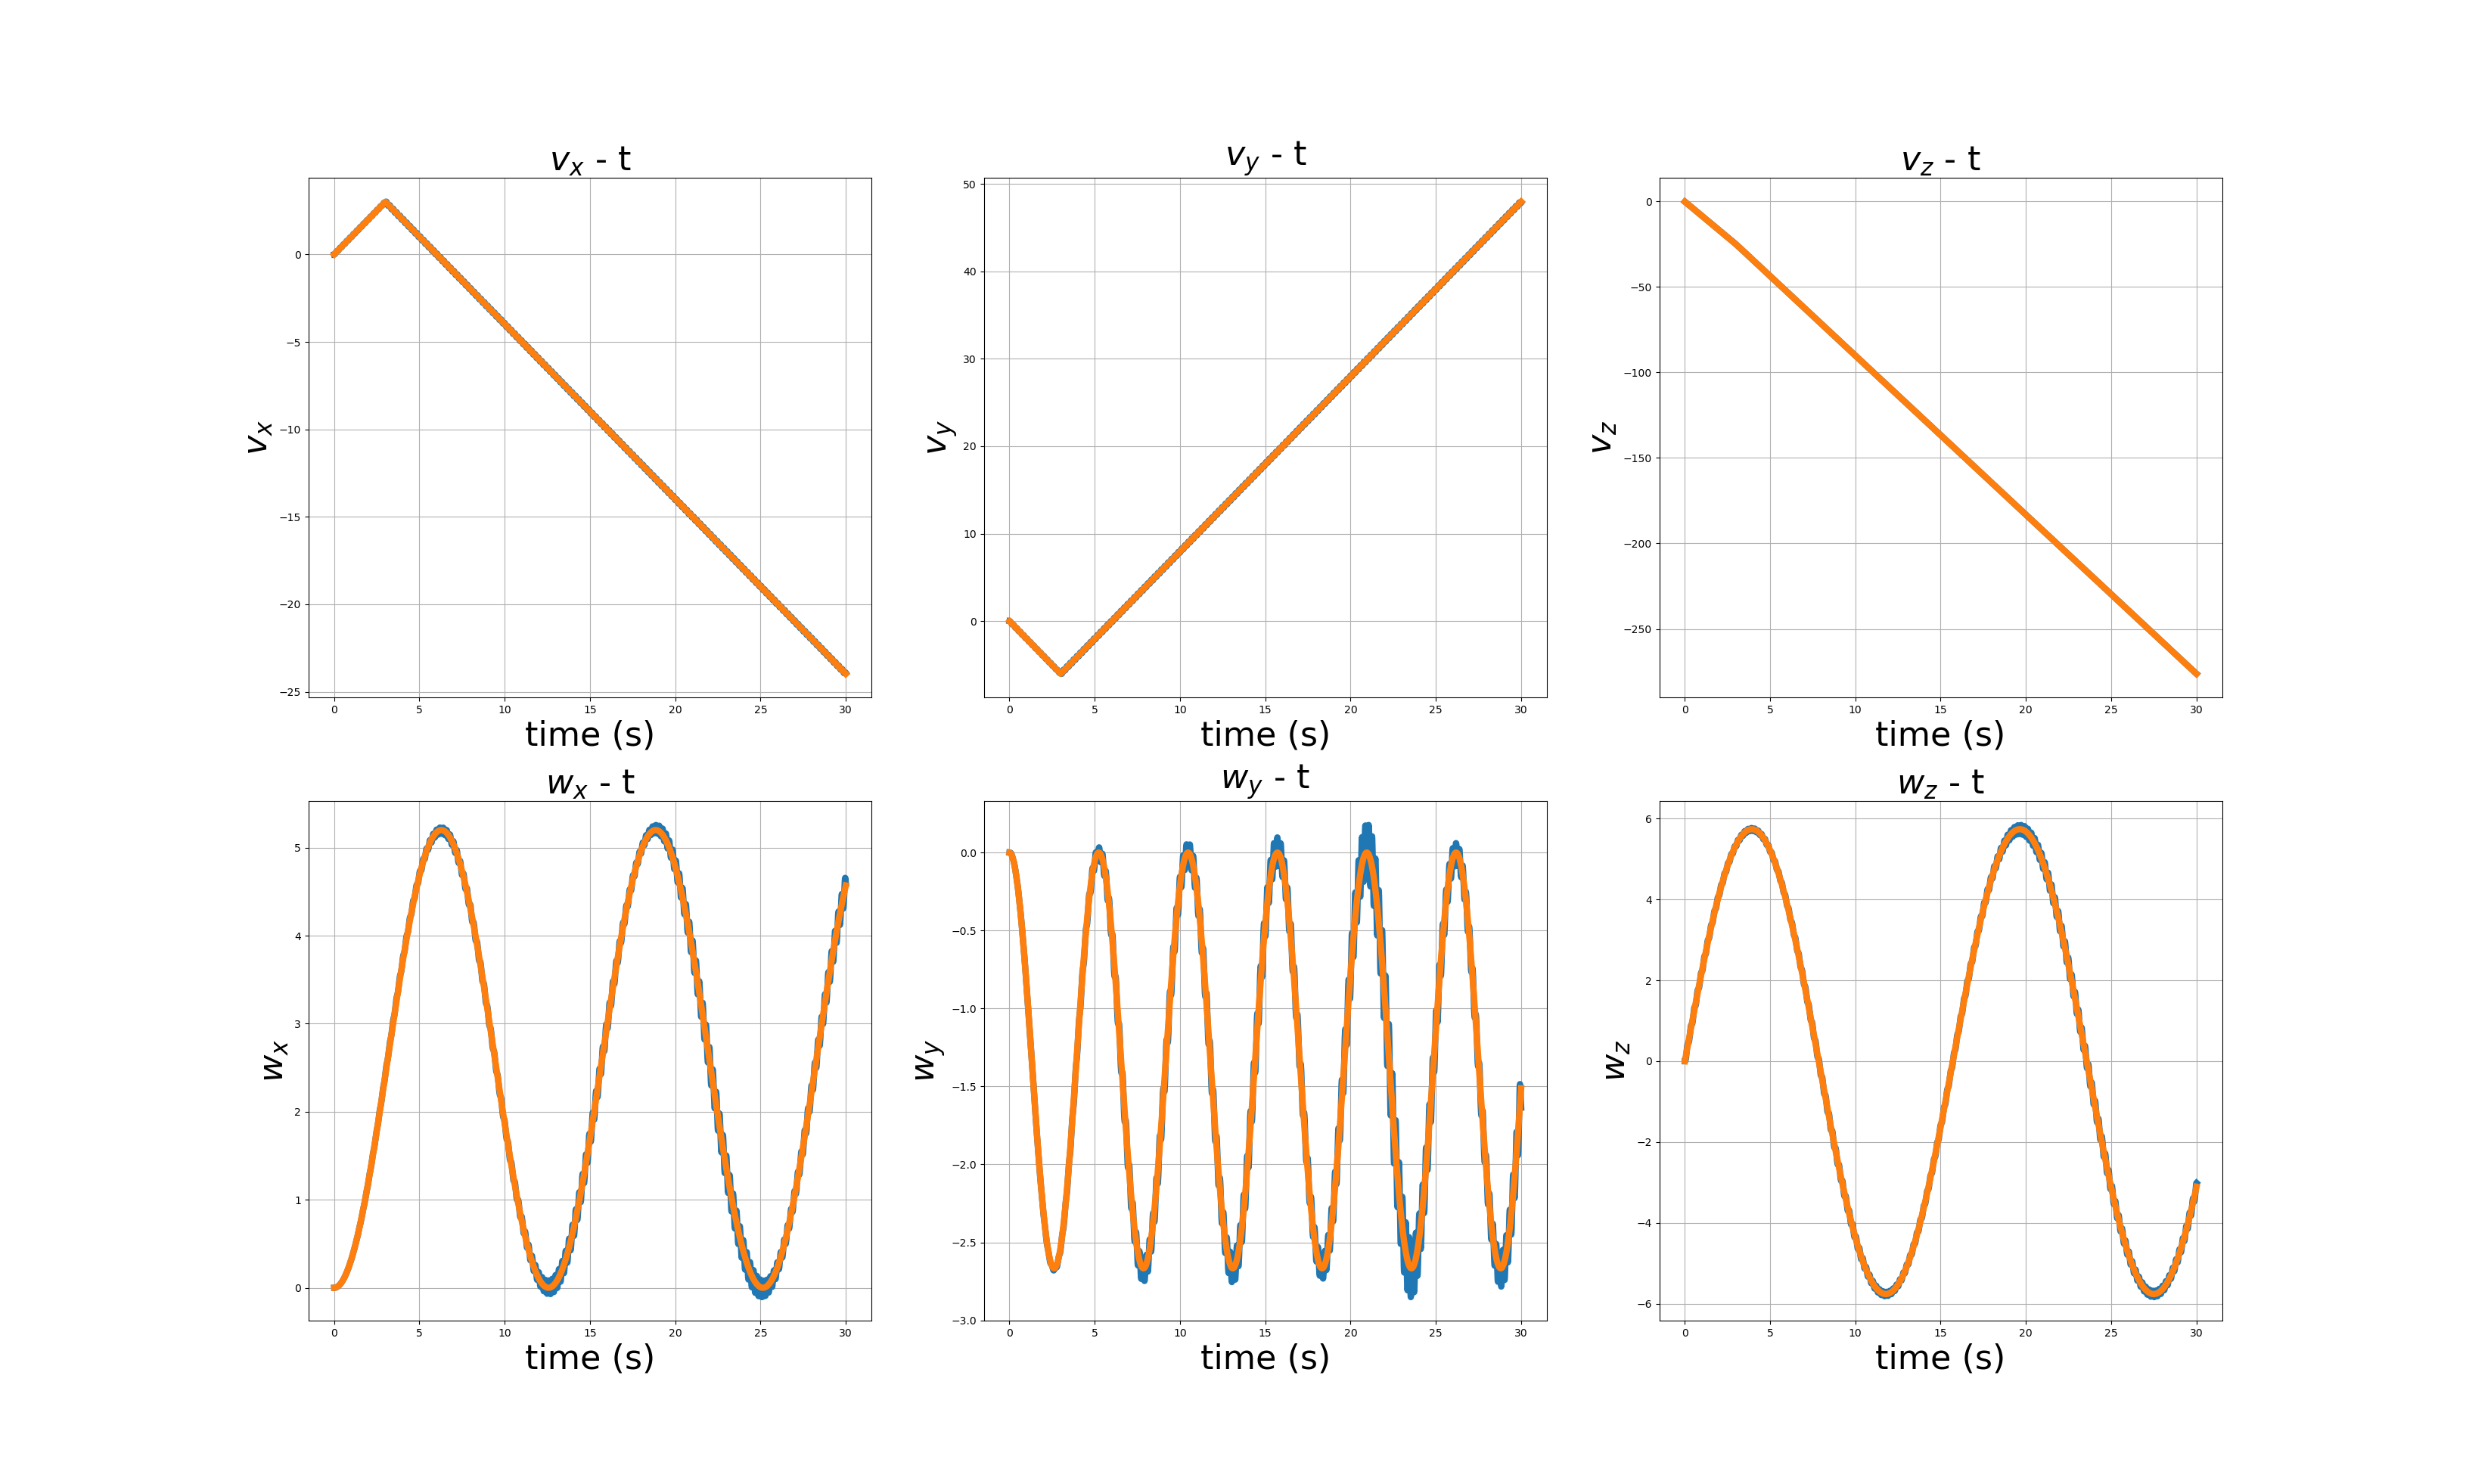 v_x - t
v_y - t
v_z - t
v_x
0
−5
−10
−15
−20
−25
0 5 10 15 20 25 30
time (s)
v_y
50
40
30
20
10
0
0 5 10 15 20 25 30
time (s)
v_z
0
−50
−100
−150
−200
−250
0 5 10 15 20 25 30
time (s)
w_x - t
w_y - t
w_z - t
w_x
5
4
3
2
1
0
0 5 10 15 20 25 30
time (s)
w_y
0.0
−0.5
−1.0
−1.5
−2.0
−2.5
−3.0
0 5 10 15 20 25 30
time (s)
w_z
6
4
2
0
−2
−4
−6
0 5 10 15 20 25 30
time (s)